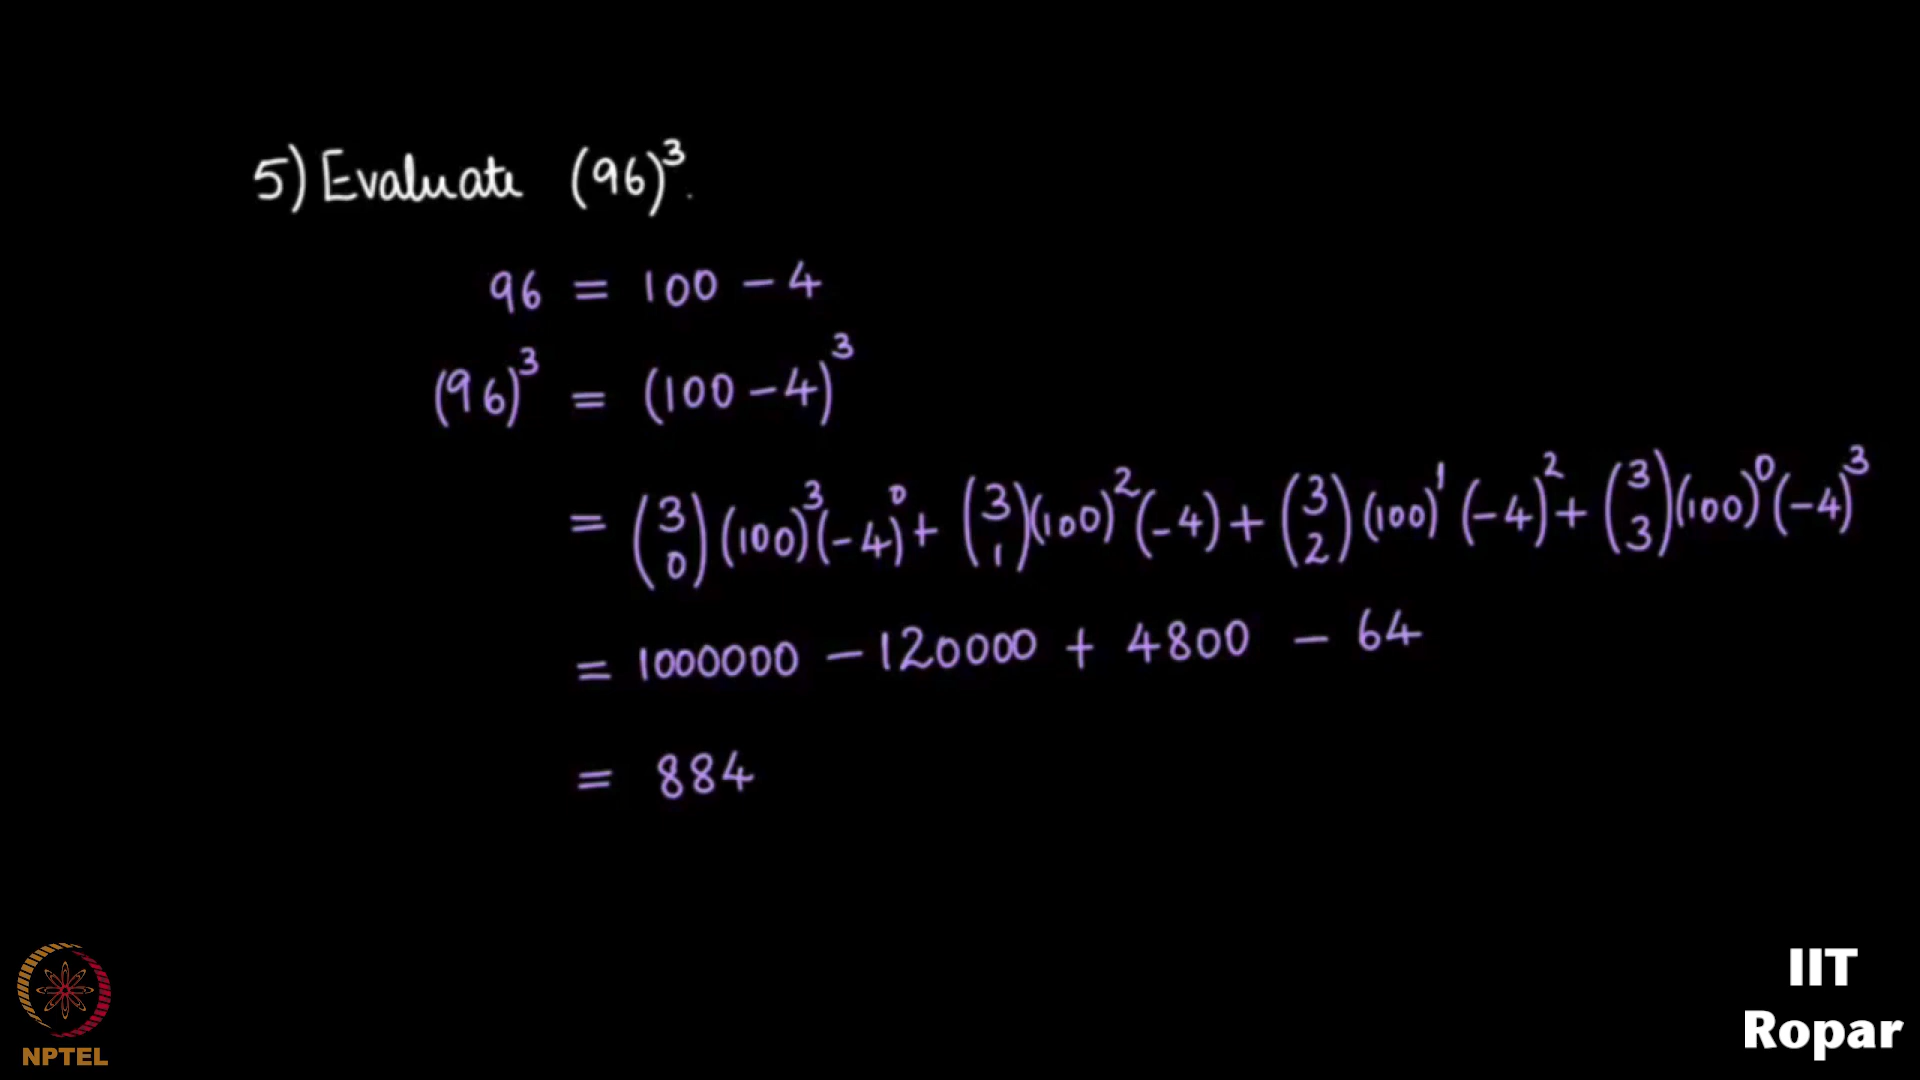 5) Evaluate (96)³.
96 = 100 - 4
(96)³ = (100 - 4)³
= (3 0) (100)³ (-4)⁰ + (3 1) (100)² (-4) + (3 2) (100)¹ (-4)² + (3 3) (100)⁰ (-4)³
= 1000000 - 120000 + 4800 - 64
= 884
NPTEL
IIT
Ropar